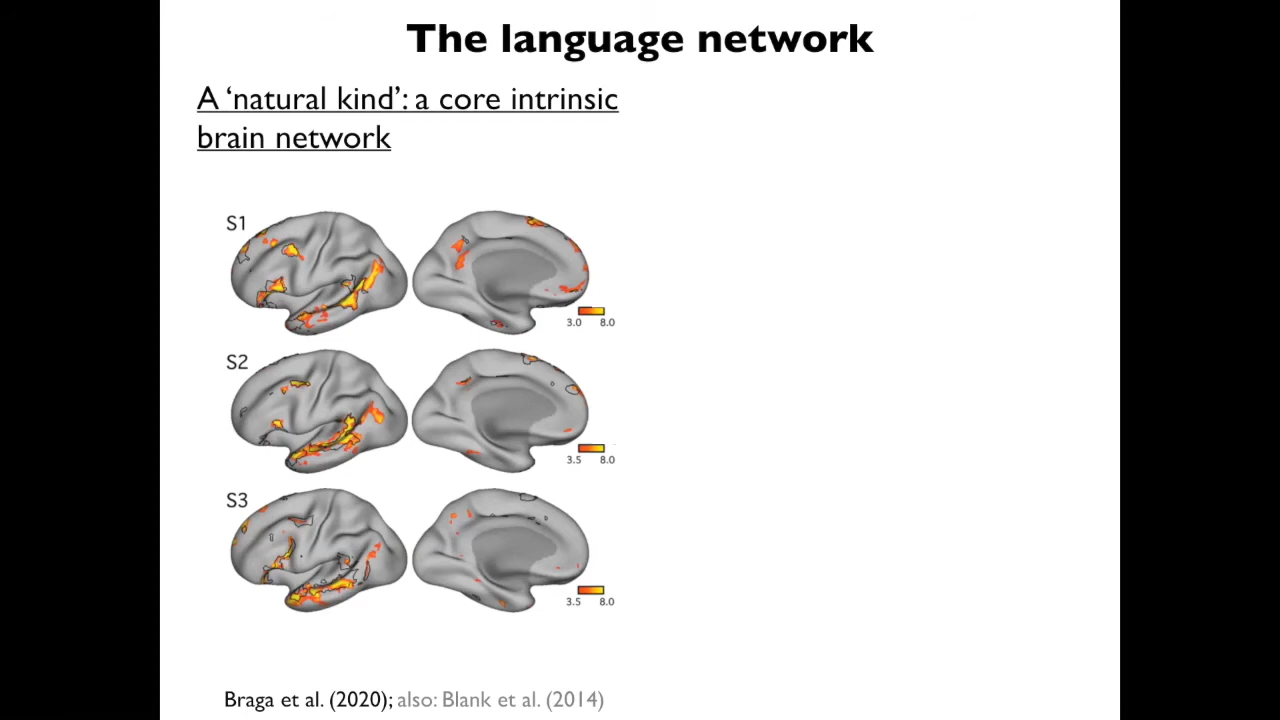 The language network
A ‘natural kind’: a core intrinsic
brain network
S1
3.0 8.0
S2
3.5 8.0
S3
3.5 8.0
Braga et al. (2020); also: Blank et al. (2014)